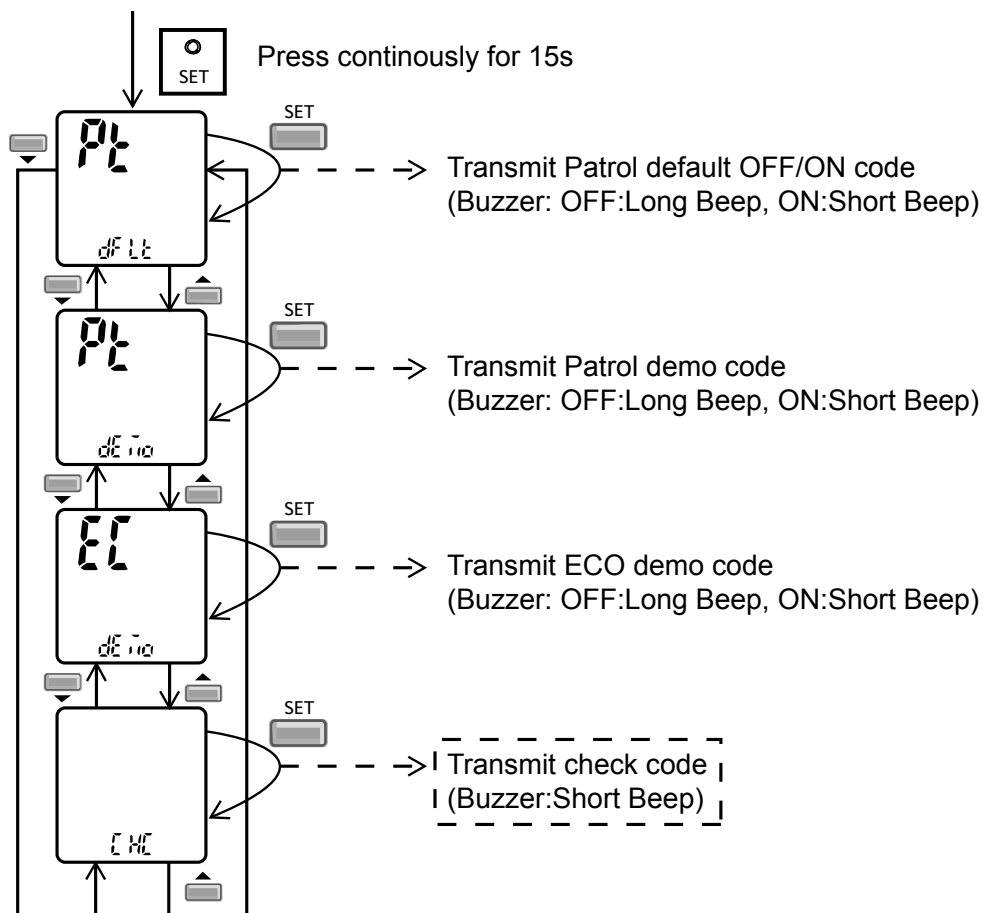 SET
Press continously for 15s
Pt
SET
Transmit Patrol default OFF/ON code
(Buzzer: OFF:Long Beep, ON:Short Beep)
dFLt
Pt
SET
Transmit Patrol demo code
(Buzzer: OFF:Long Beep, ON:Short Beep)
dEmo
EC
SET
Transmit ECO demo code
(Buzzer: OFF:Long Beep, ON:Short Beep)
dEmo
SET
Transmit check code
(Buzzer:Short Beep)
CHC